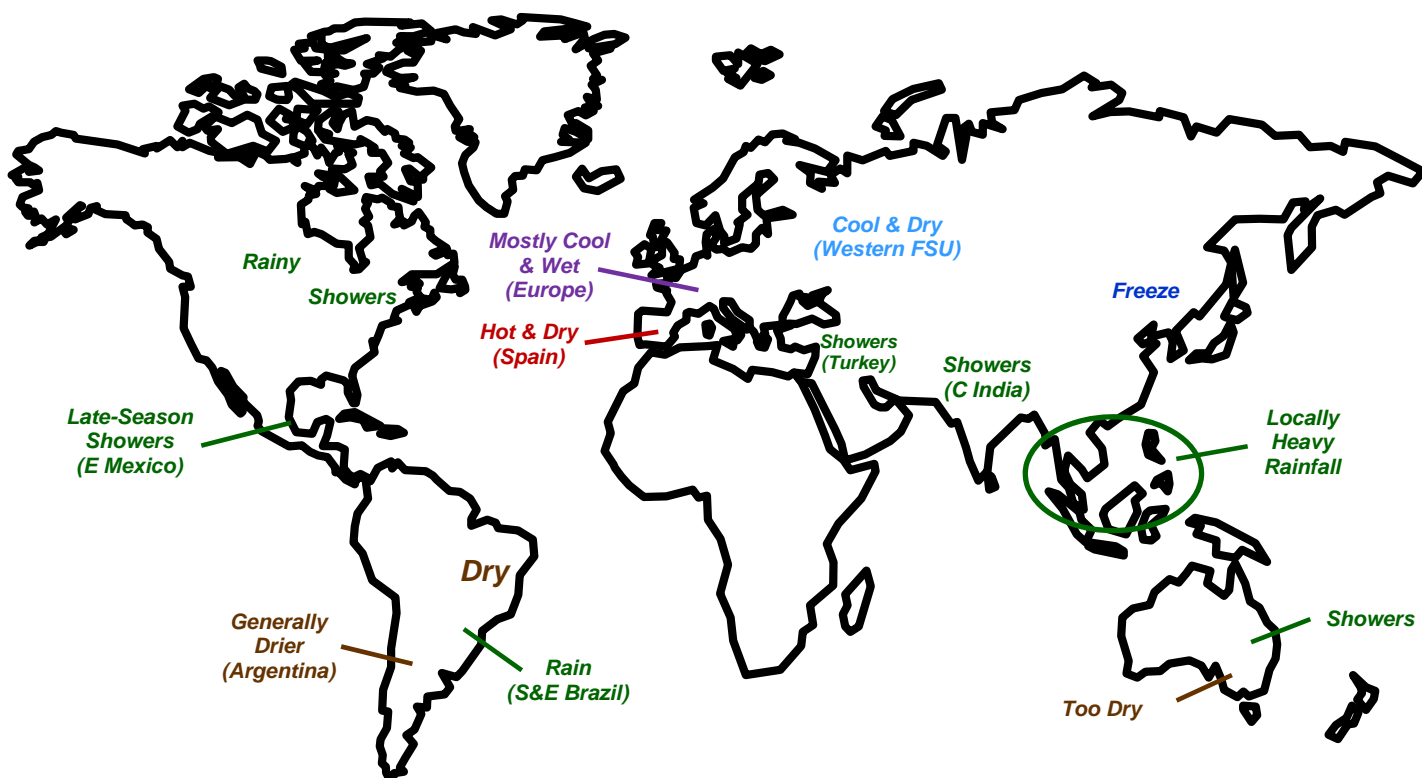 Rainy
Showers
Mostly Cool
& Wet
(Europe)
Cool & Dry
(Western FSU)
Freeze
Hot & Dry
(Spain)
Showers
(Turkey)
Showers
(C India)
Late-Season
Showers
(E Mexico)
Locally
Heavy
Rainfall
Dry
Generally
Drier
(Argentina)
Rain
(S&E Brazil)
Showers
Too Dry